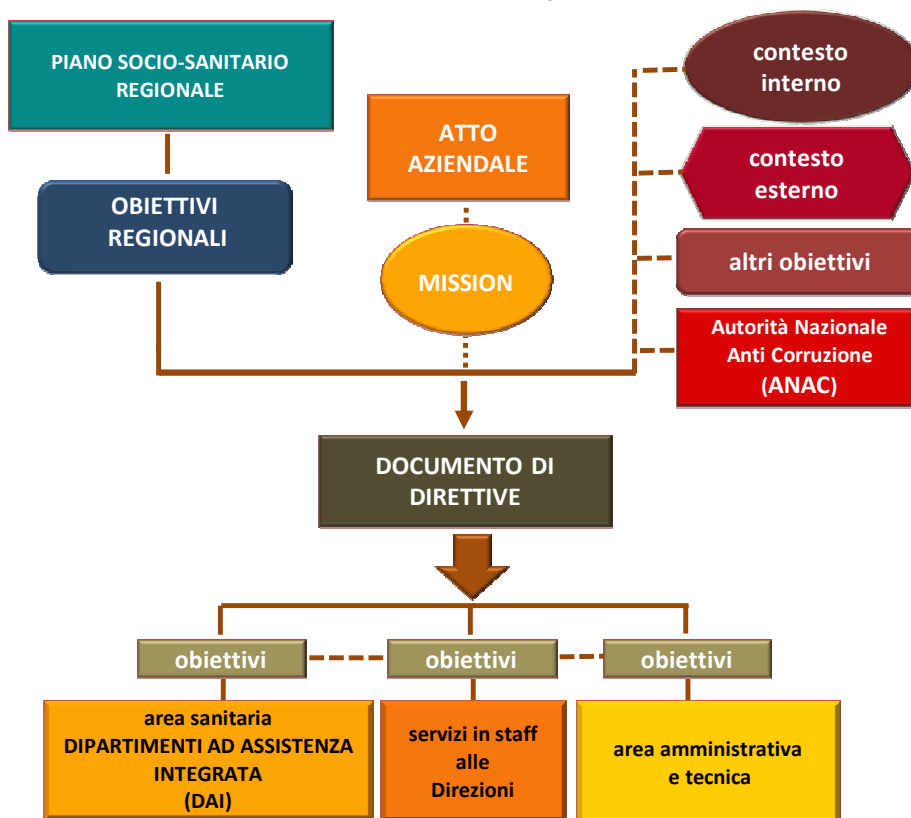 PIANO SOCIO-SANITARIO
REGIONALE
OBIETTIVI
REGIONALI
ATTO
AZIENDALE
MISSION
contesto
interno
contesto
esterno
altri obiettivi
Autorità Nazionale
Anti Corruzione
(ANAC)
DOCUMENTO DI
DIRETTIVE
obiettivi
obiettivi
obiettivi
area sanitaria
DIPARTIMENTI AD ASSISTENZA
INTEGRATA
(DAI)
servizi in staff
alle
Direzioni
area amministrativa
e tecnica